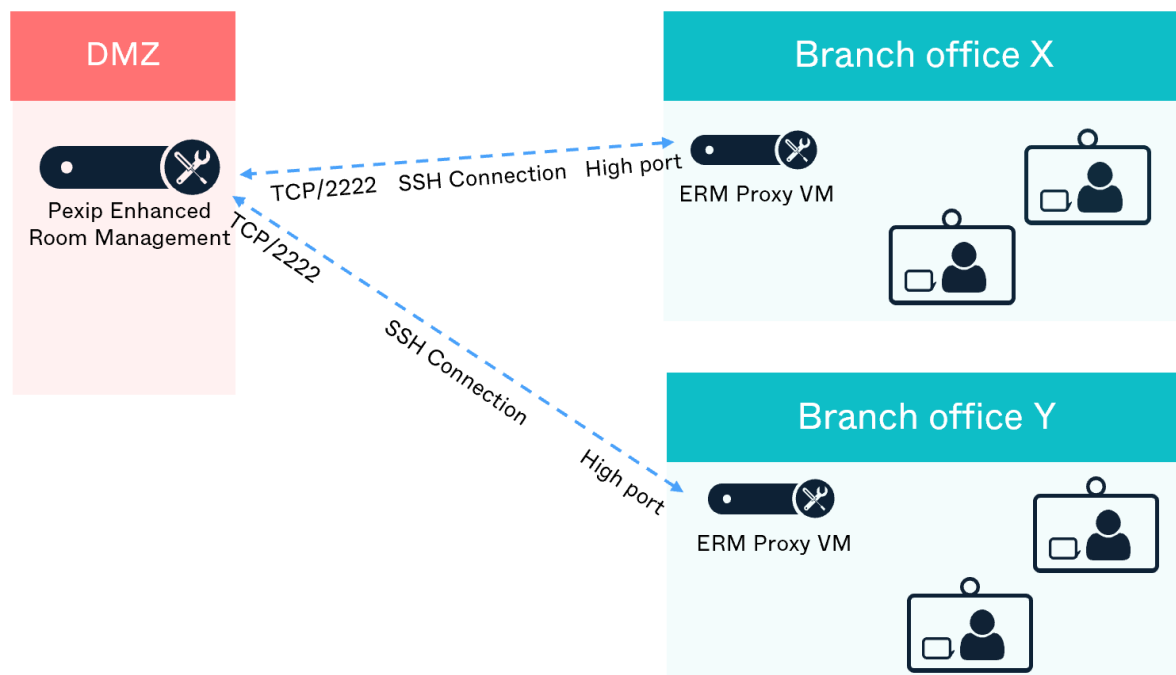 DMZ
Pexip Enhanced
Room Management
TCP/2222 SSH Connection High port
TCP/2222 SSH Connection High port
Branch office X
ERM Proxy VM
Branch office Y
ERM Proxy VM